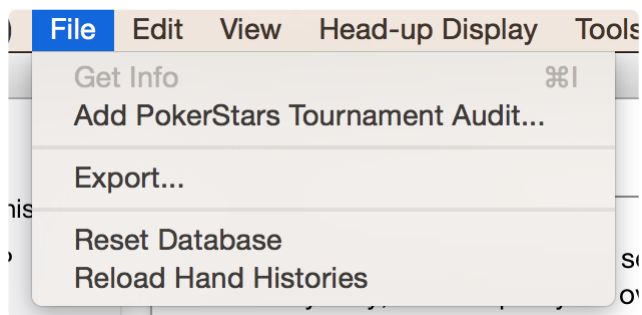 File Edit View Head-up Display Tools
Get Info ⌘I
Add PokerStars Tournament Audit...
Export...
Reset Database
Reload Hand Histories